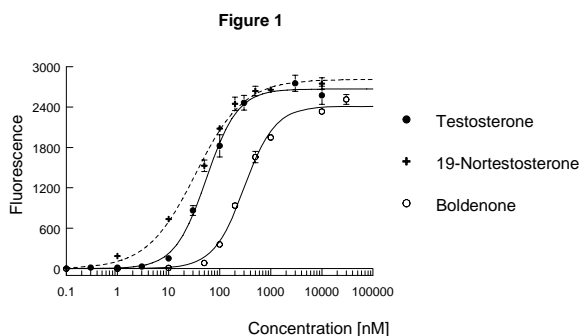 Figure 1
3000
2400
1800
1200
600
0
Fluorescence
0.1 1 10 100 1000 10000 100000
Concentration [nM]
Testosterone
19-Nortestosterone
Boldenone